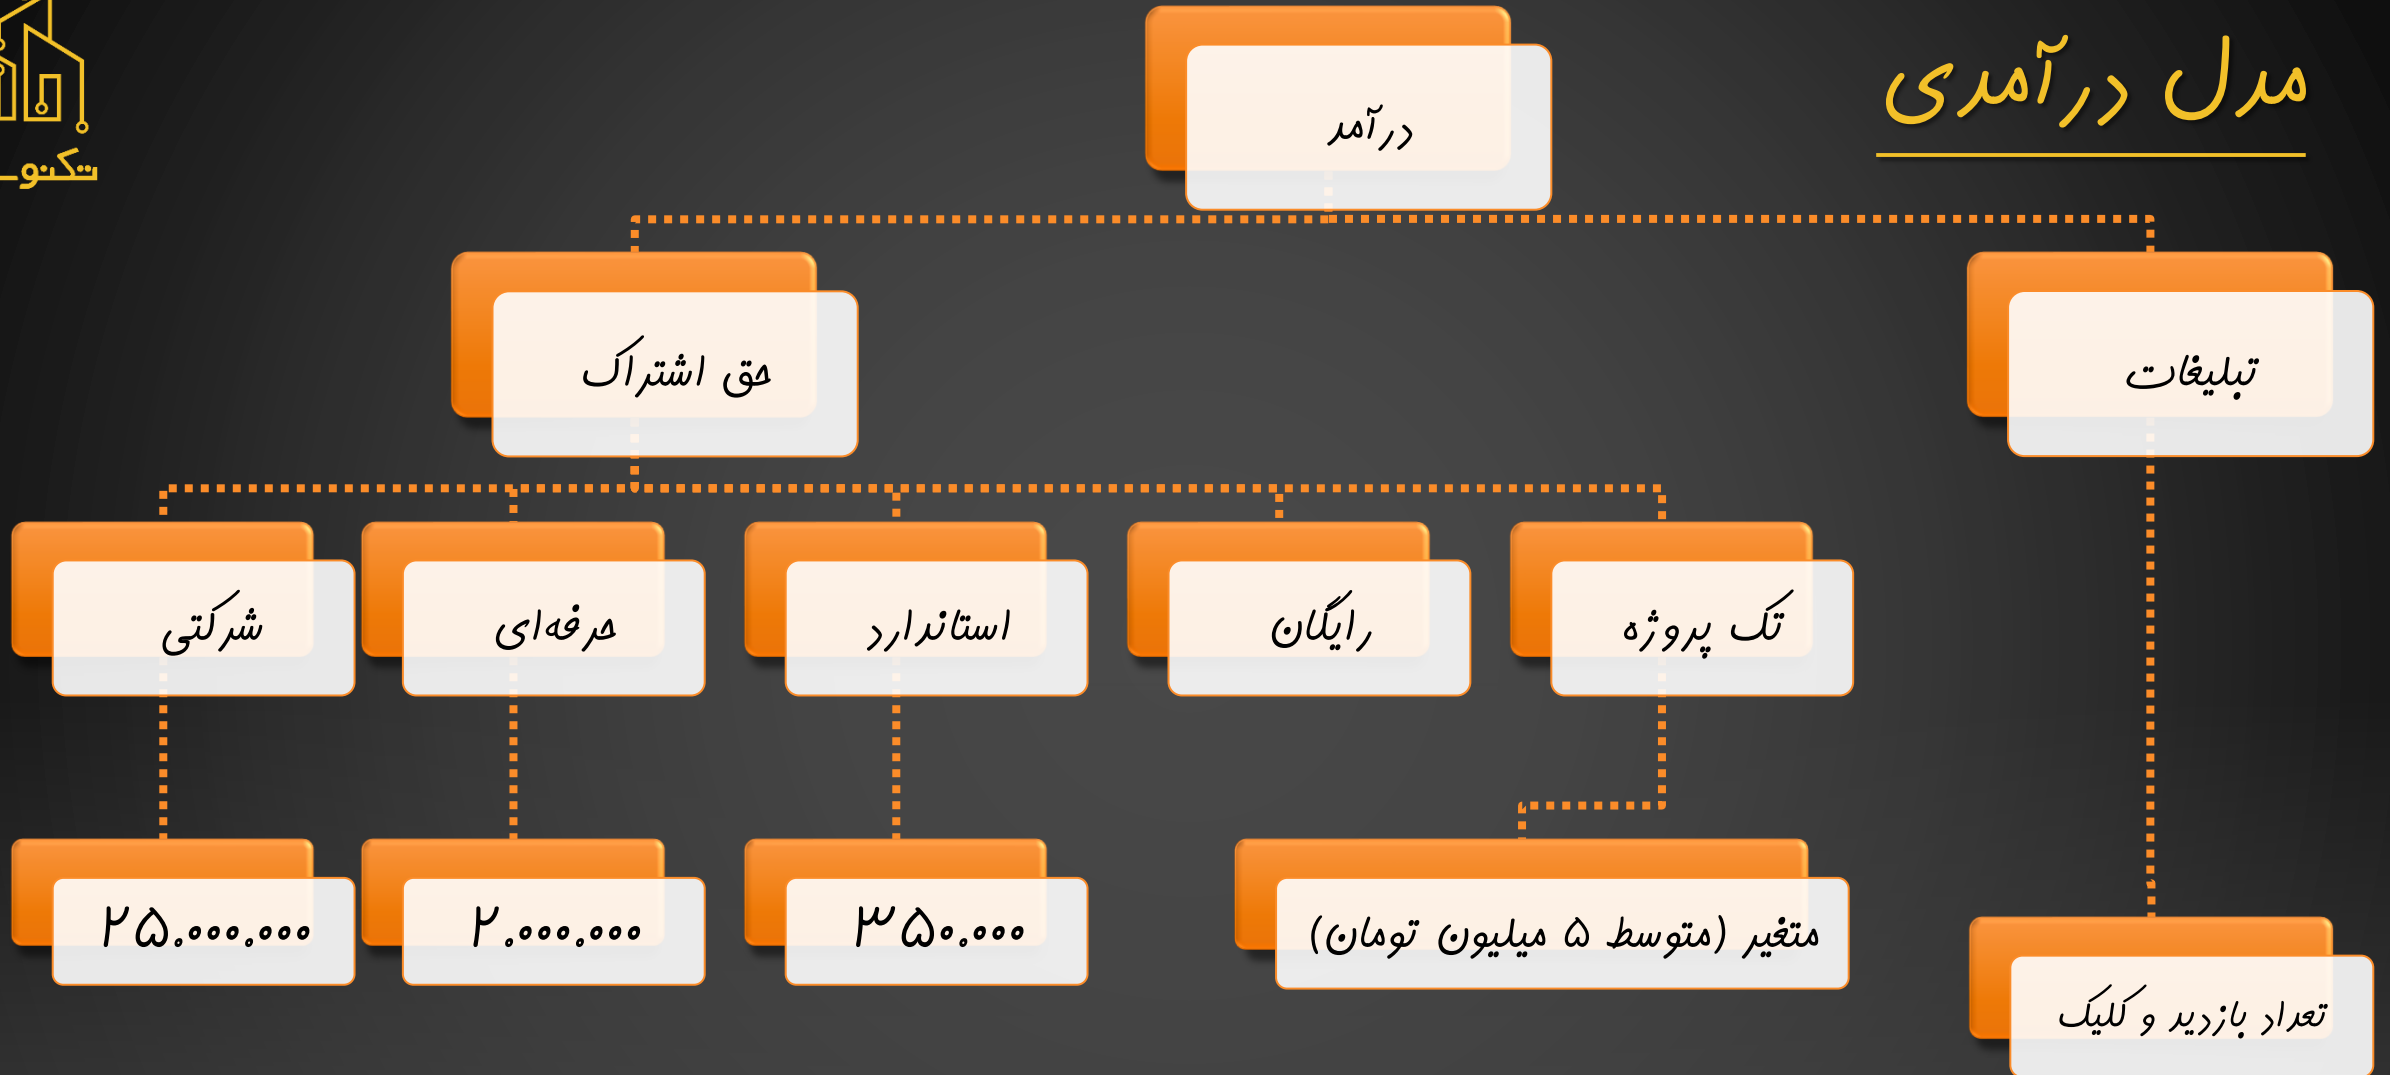 مدل درآمدی
تکنو
درآمد
تبلیغات
حق اشتراک
تک پروژه
رایگان
استاندارد
حرفه‌ای
شرکتی
متغیر (متوسط ۵ میلیون تومان)
۳۵۰.۰۰۰
۲.۰۰۰.۰۰۰
۲۵.۰۰۰.۰۰۰
تعداد بازدید و کلیک